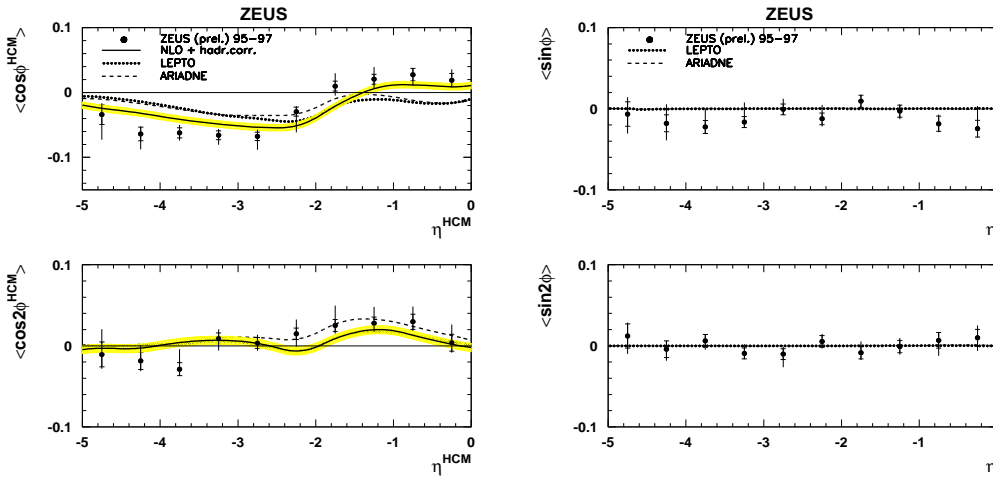 ZEUS
<cosϕ^HCM>
0.1
0
-0.1
ZEUS (prel.) 95-97
NLO + hadr.corr.
LEPTO
ARIADNE
-5 -4 -3 -2 -1 0
η^HCM
<cos2ϕ^HCM>
0.1
0
-0.1
-5 -4 -3 -2 -1 0
η^HCM
ZEUS
<sinϕ>
0.1
0
-0.1
ZEUS (prel.) 95-97
LEPTO
ARIADNE
-5 -4 -3 -2 -1
η
<sin2ϕ>
0.1
0
-0.1
-5 -4 -3 -2 -1
η